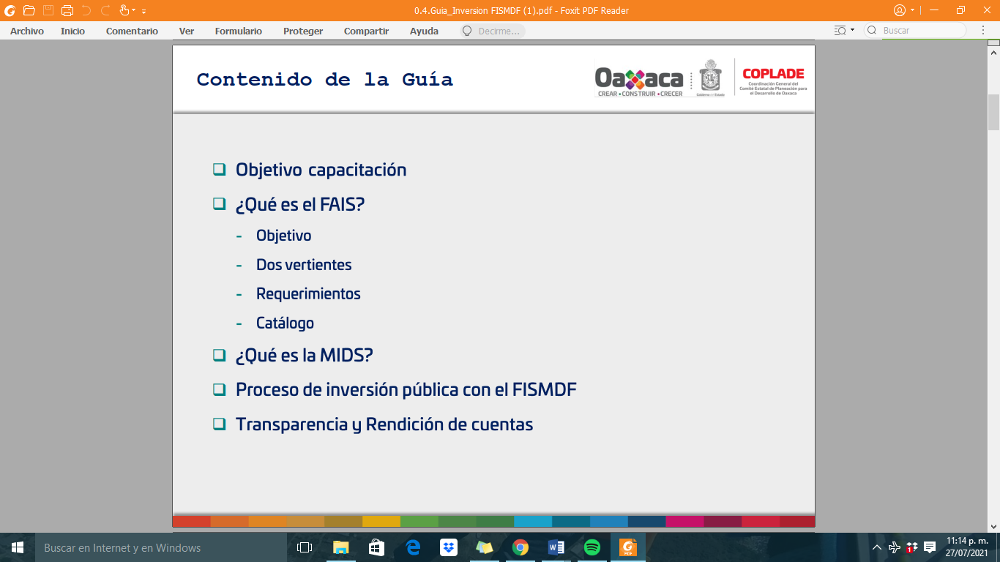 0.4.Guia_Inversion FISMDF (1).pdf - Foxit PDF Reader
Archivo Inicio Comentario Ver Formulario Proteger Compartir Ayuda Decirme... Buscar
Contenido de la Guía
Oaxaca
CREAR • CONSTRUIR • CRECER
Gobierno del Estado
COPLADE
Coordinación General del
Comité Estatal de Planeación para
el Desarrollo de Oaxaca
❑ Objetivo capacitación
❑ ¿Qué es el FAIS?
- Objetivo
- Dos vertientes
- Requerimientos
- Catálogo
❑ ¿Qué es la MIDS?
❑ Proceso de inversión pública con el FISMDF
❑ Transparencia y Rendición de cuentas
Buscar en Internet y en Windows
PDF
1
11:14 p. m.
27/07/2021